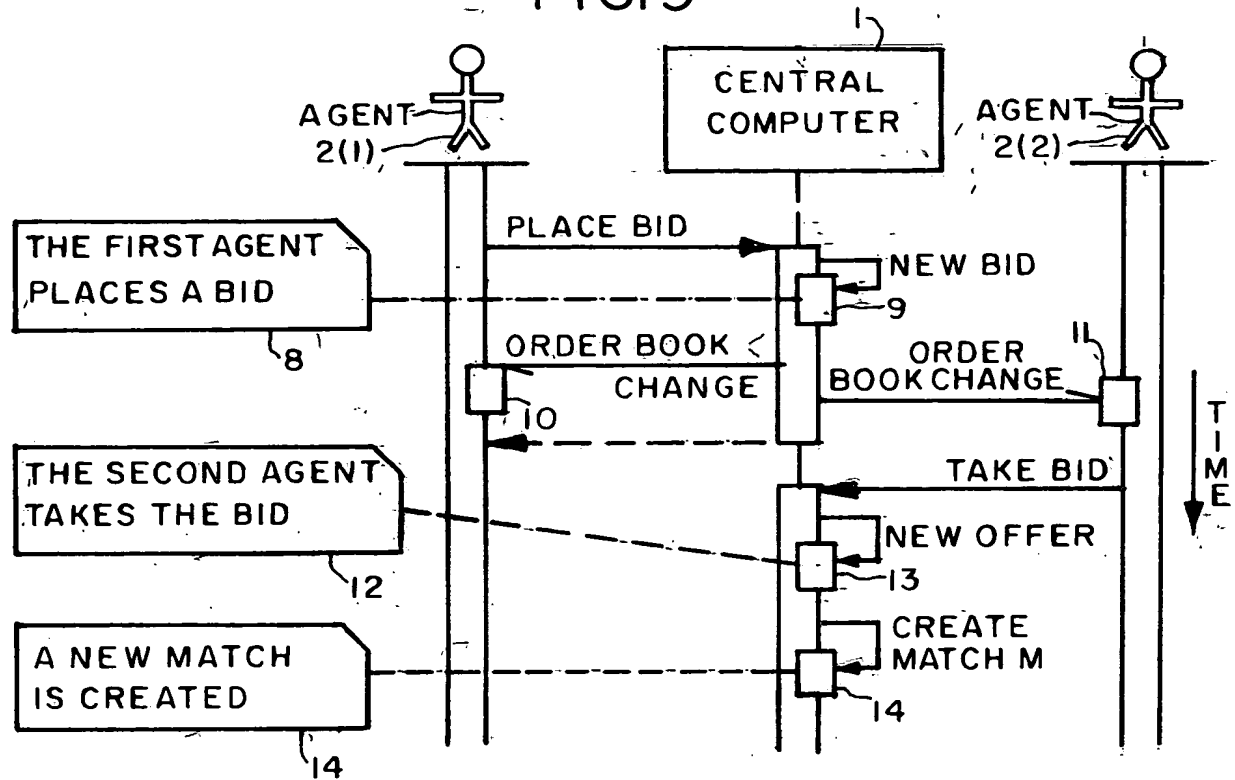 1
CENTRAL
COMPUTER
AGENT
2(1)
AGENT
2(2)
THE FIRST AGENT
PLACES A BID
8
PLACE BID
NEW BID
9
ORDER BOOK
CHANGE
10
ORDER
BOOK CHANGE
11
TIME
THE SECOND AGENT
TAKES THE BID
12
TAKE BID
NEW OFFER
13
A NEW MATCH
IS CREATED
14
CREATE
MATCH M
14